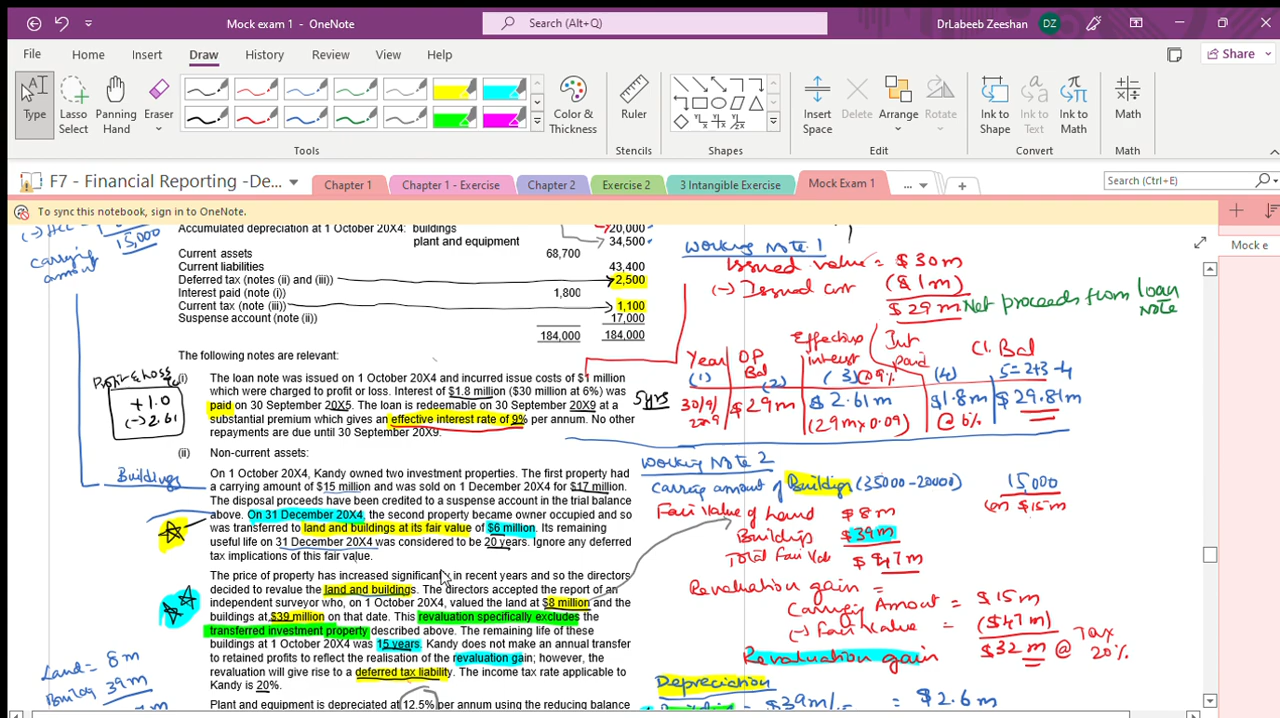 Mock exam 1 - OneNote
Search (Alt+Q)
DrLabeeb Zeeshan
DZ
File Home Insert Draw History Review View Help
Share
Type
Lasso Select
Panning Hand
Eraser
Color & Thickness
Ruler
Insert Space
Delete
Arrange
Rotate
Ink to Shape
Ink to Text
Ink to Math
Math
Tools
Stencils
Shapes
Edit
Convert
Math
F7 - Financial Reporting -De...
Chapter 1
Chapter 1 - Exercise
Chapter 2
Exercise 2
3 Intangible Exercise
Mock Exam 1
...
Search (Ctrl+E)
To sync this notebook, sign in to OneNote.
Mock e
15,000
carrying
amount
Accumulated depreciation at 1 October 20X4: buildings 20,000
plant and equipment 34,500
Current assets 68,700
Current liabilities 43,400
Deferred tax (notes (ii) and (iii)) 2,500
Interest paid (note (i)) 1,800
Current tax (note (iii)) 1,100
Suspense account (note (ii)) 17,000
184,000 184,000
The following notes are relevant:
(i) The loan note was issued on 1 October 20X4 and incurred issue costs of $1 million
which were charged to profit or loss. Interest of $1.8 million ($30 million at 6%) was
paid on 30 September 20X5. The loan is redeemable on 30 September 20X9 at a
substantial premium which gives an effective interest rate of 9% per annum. No other
repayments are due until 30 September 20X9.
5yrs
Profit & Loss
+1.0
(-) 2.61
(ii) Non-current assets:
Buildings
On 1 October 20X4, Kandy owned two investment properties. The first property had
a carrying amount of $15 million and was sold on 1 December 20X4 for $17 million.
The disposal proceeds have been credited to a suspense account in the trial balance
above. On 31 December 20X4, the second property became owner occupied and so
was transferred to land and buildings at its fair value of $6 million. Its remaining
useful life on 31 December 20X4 was considered to be 20 years. Ignore any deferred
tax implications of this fair value.
The price of property has increased significantly in recent years and so the directors
decided to revalue the land and buildings. The directors accepted the report of an
independent surveyor who, on 1 October 20X4, valued the land at $8 million and the
buildings at $39 million on that date. This revaluation specifically excludes the
transferred investment property described above. The remaining life of these
buildings at 1 October 20X4 was 15 years. Kandy does not make an annual transfer
to retained profits to reflect the realisation of the revaluation gain; however, the
revaluation will give rise to a deferred tax liability. The income tax rate applicable to
Kandy is 20%.
Plant and equipment is depreciated at 12.5% per annum using the reducing balance
Land = 8m
Building 39m
Working Note 1
Issued value = $30m
(-) Issued cost ($1m)
$29m Net proceeds from loan note
Year OP Bal Effective interest Int paid Cl. Bal
(1) (2) (3) @9% (4) 5=2+3-4
$29m $2.61m $1.8m $29.81m
(29m x 0.09) @ 6%
Working Note 2
Carrying amount of Buildings (35000-20000) 15,000
on $15m
Fair Value of Land $8m
Buildings $39m
Total Fair Val $47m
Revaluation gain =
Carrying Amount = $15m
(-) Fair Value = ($47m)
Revaluation gain $32m @ Tax 20%
Depreciation
$39m/ = $2.6m